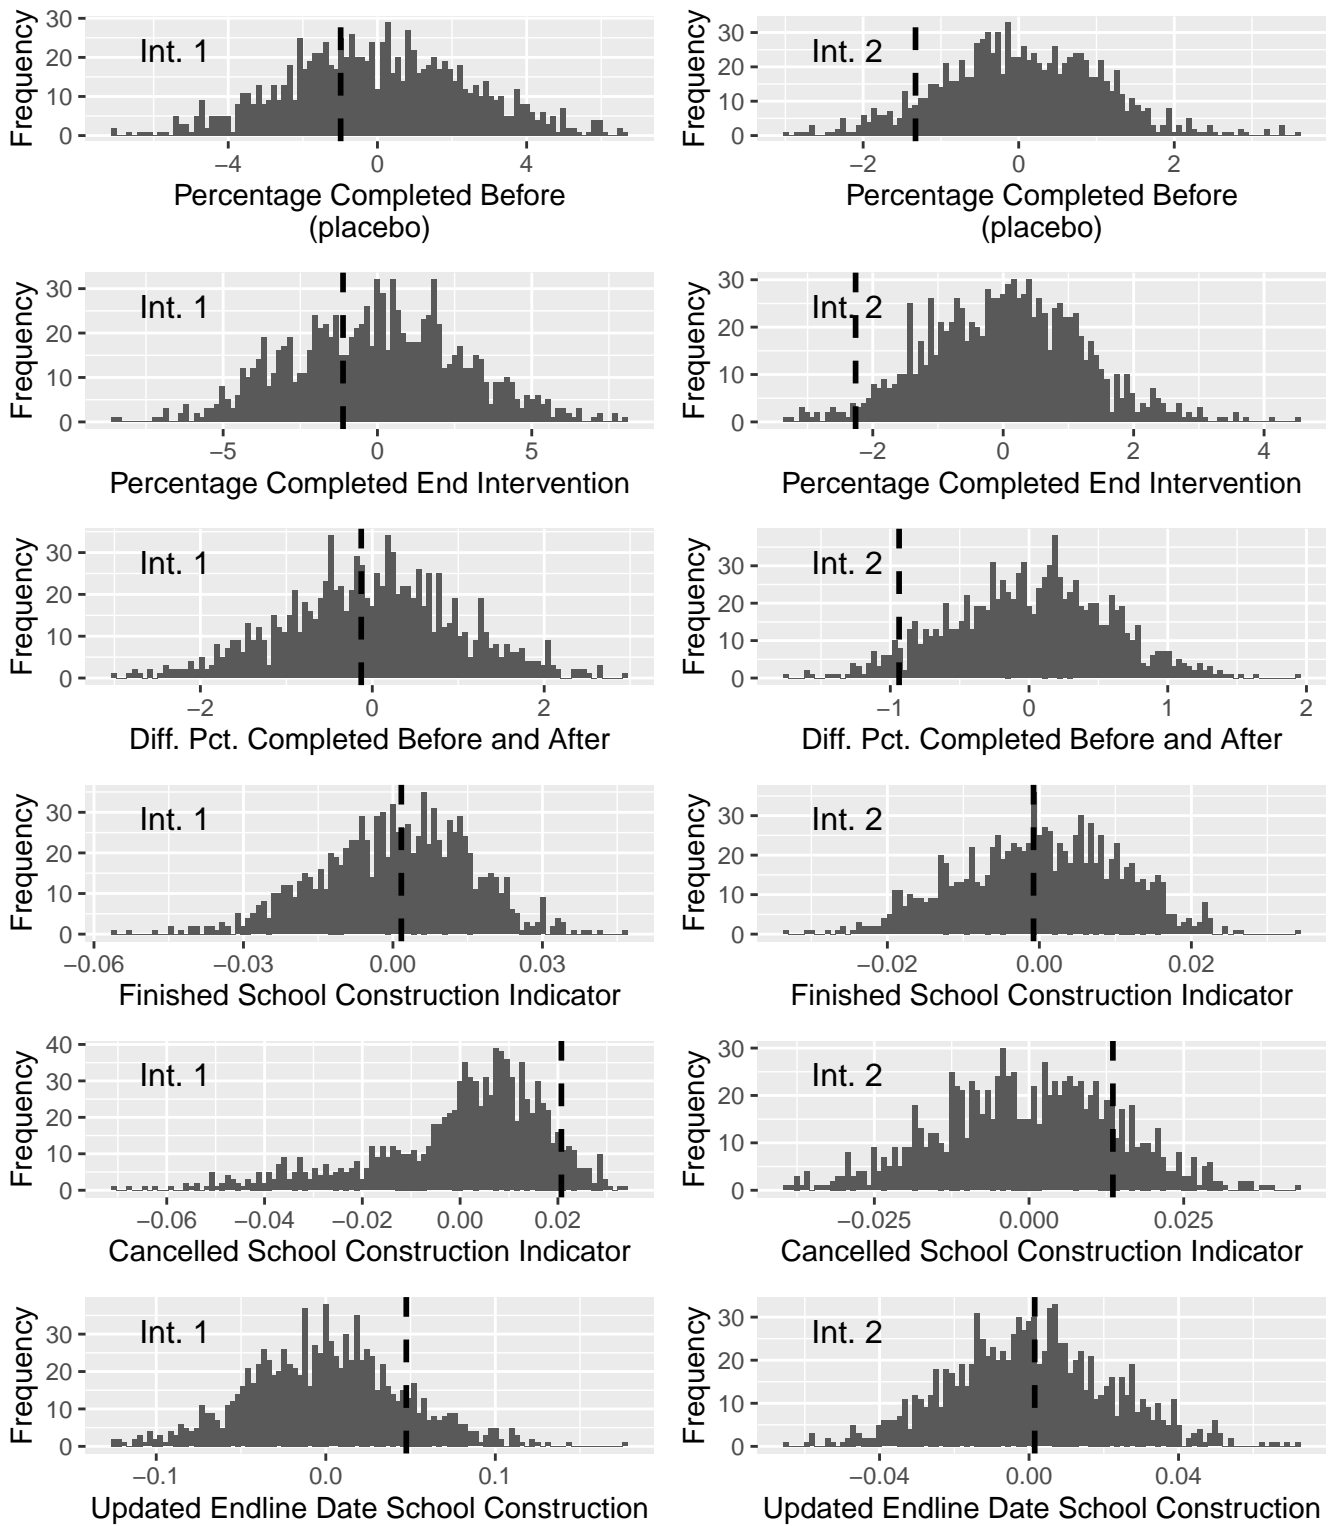 Frequency
30
20
10
0
Int. 1
−4 0 4
Percentage Completed Before
(placebo)
Frequency
30
20
10
0
Int. 2
−2 0 2
Percentage Completed Before
(placebo)
Frequency
30
20
10
0
Int. 1
−5 0 5
Percentage Completed End Intervention
Frequency
30
20
10
0
Int. 2
−2 0 2 4
Percentage Completed End Intervention
Frequency
30
20
10
0
Int. 1
−2 0 2
Diff. Pct. Completed Before and After
Frequency
30
20
10
0
Int. 2
−1 0 1 2
Diff. Pct. Completed Before and After
Frequency
30
20
10
0
Int. 1
−0.06 −0.03 0.00 0.03
Finished School Construction Indicator
Frequency
30
20
10
0
Int. 2
−0.02 0.00 0.02
Finished School Construction Indicator
Frequency
40
30
20
10
0
Int. 1
−0.06 −0.04 −0.02 0.00 0.02
Cancelled School Construction Indicator
Frequency
30
20
10
0
Int. 2
−0.025 0.000 0.025
Cancelled School Construction Indicator
Frequency
30
20
10
0
Int. 1
−0.1 0.0 0.1
Updated Endline Date School Construction
Frequency
30
20
10
0
Int. 2
−0.04 0.00 0.04
Updated Endline Date School Construction